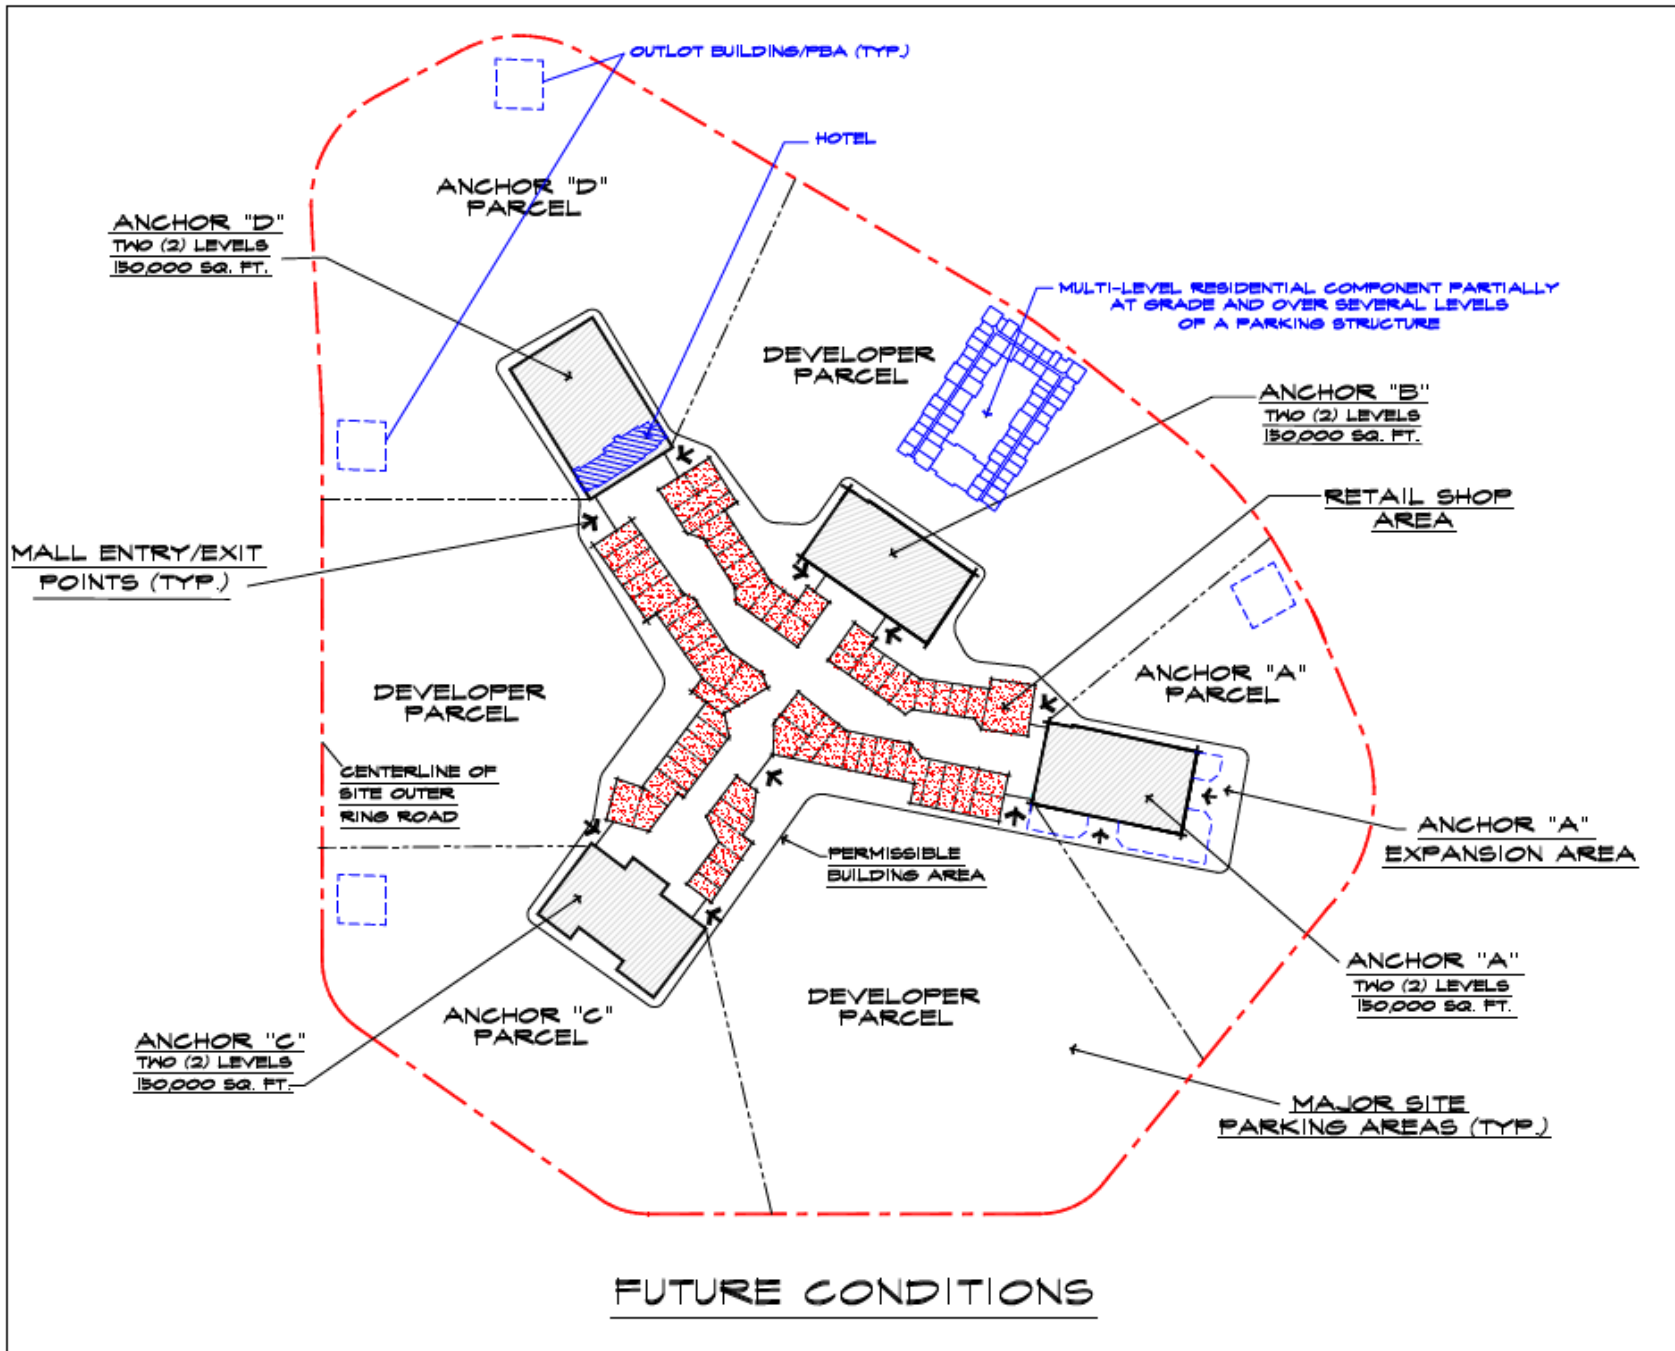 OUTLOT BUILDING/PBA (TYP.)
HOTEL
ANCHOR "D"
PARCEL
ANCHOR "D"
TWO (2) LEVELS
150,000 SQ. FT.
MULTI-LEVEL RESIDENTIAL COMPONENT PARTIALLY
AT GRADE AND OVER SEVERAL LEVELS
OF A PARKING STRUCTURE
DEVELOPER
PARCEL
ANCHOR "B"
TWO (2) LEVELS
150,000 SQ. FT.
RETAIL SHOP
AREA
MALL ENTRY/EXIT
POINTS (TYP.)
ANCHOR "A"
PARCEL
DEVELOPER
PARCEL
CENTERLINE OF
SITE OUTER
RING ROAD
PERMISSIBLE
BUILDING AREA
ANCHOR "A"
EXPANSION AREA
ANCHOR "A"
TWO (2) LEVELS
150,000 SQ. FT.
DEVELOPER
PARCEL
ANCHOR "C"
PARCEL
ANCHOR "C"
TWO (2) LEVELS
150,000 SQ. FT.
MAJOR SITE
PARKING AREAS (TYP.)
FUTURE CONDITIONS